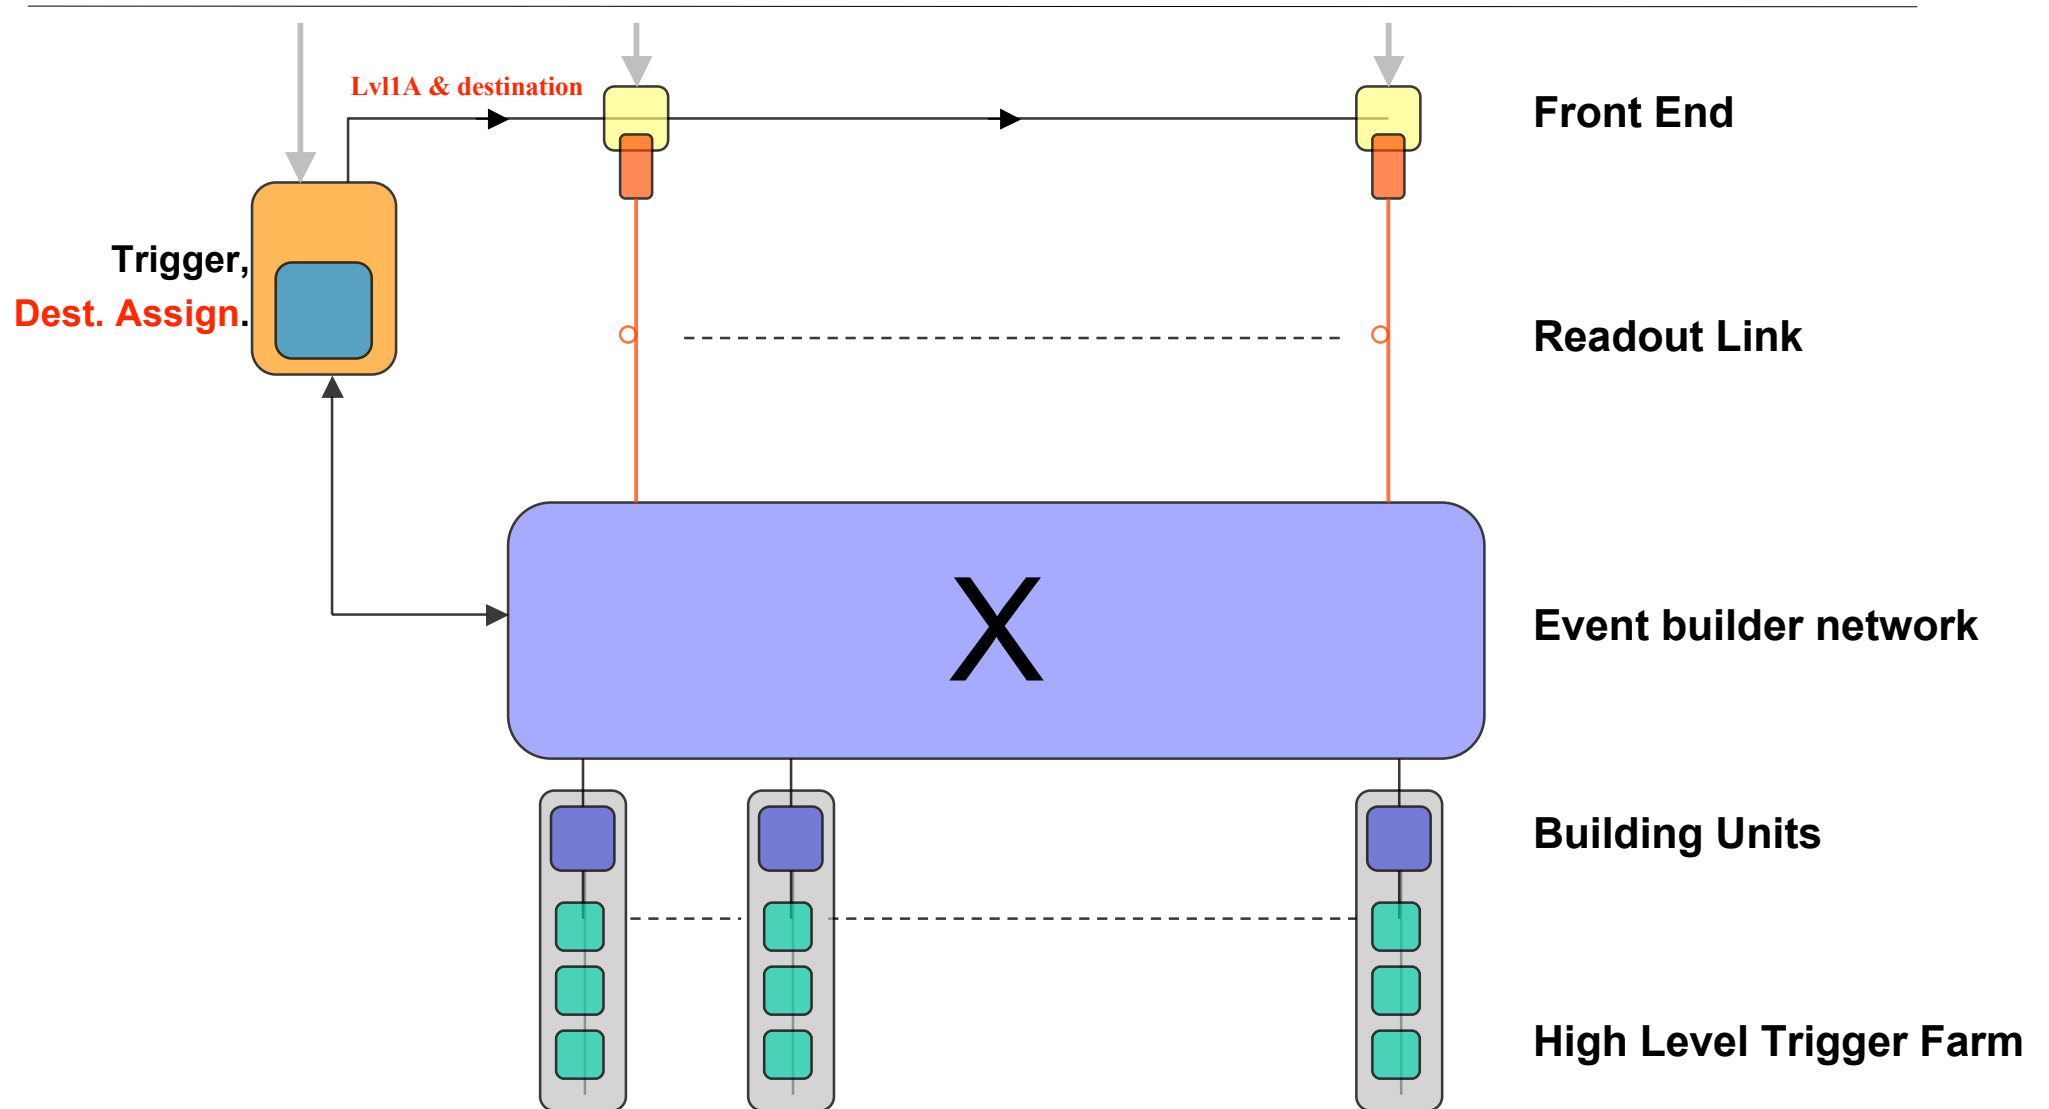 Lvl1A & destination
Front End
Trigger,
Dest. Assign.
Readout Link
X
Event builder network
Building Units
High Level Trigger Farm